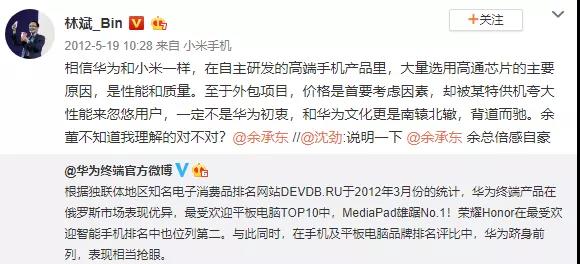 林斌_Bin
+关注
2012-5-19 10:28 来自 小米手机
相信华为和小米一样，在自主研发的高端手机产品里，大量选用高通芯片的主要
原因，是性能和质量。至于外包项目，价格是首要考虑因素，却被某特供机夸大
性能来忽悠用户，一定不是华为初衷，和华为文化更是南辕北辙，背道而驰。余
董不知道我理解的对不对？@余承东 //@沈劲:说明一下 @余承东 余总倍感自豪
@华为终端官方微博
根据独联体地区知名电子消费品排名网站DEVDB.RU于2012年3月份的统计，华为终端产品在
俄罗斯市场表现优异，最受欢迎平板电脑TOP10中，MediaPad雄踞No.1！荣耀Honor在最受欢
迎智能手机排名中也位列第二。与此同时，在手机及平板电脑品牌排名评比中，华为跻身前
列，表现相当抢眼。